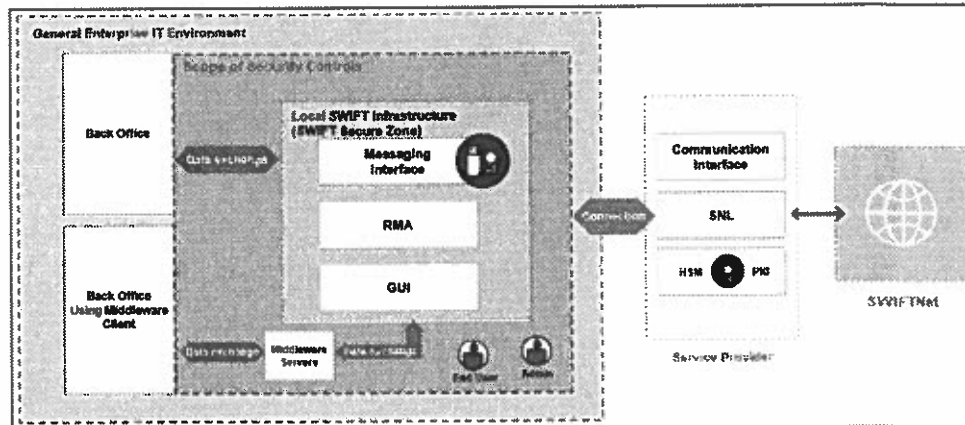 General Enterprise IT Environment
Scope of Security Controls
Back Office
Local SWIFT Infrastructure
(SWIFT Secure Zone)
Data exchange
Messaging
Interface
RMA
GUI
Back Office
Using Middleware
Client
Data exchange
Middleware
Servers
Data exchange
End User
Admin
Connection
Communication
Interface
SNL
HSM
PKI
Service Provider
SWIFTNet